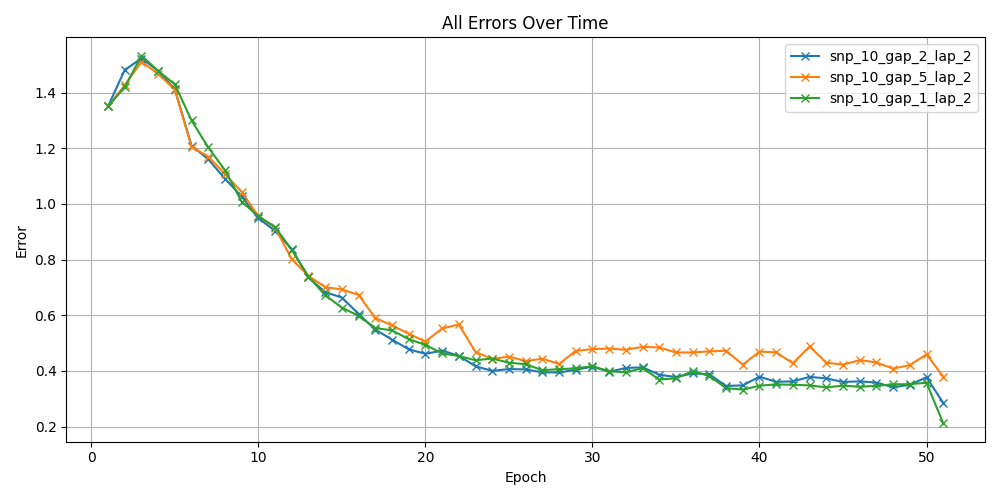 All Errors Over Time
snp_10_gap_2_lap_2
snp_10_gap_5_lap_2
snp_10_gap_1_lap_2
Error
1.4
1.2
1.0
0.8
0.6
0.4
0.2
0 10 20 30 40 50
Epoch